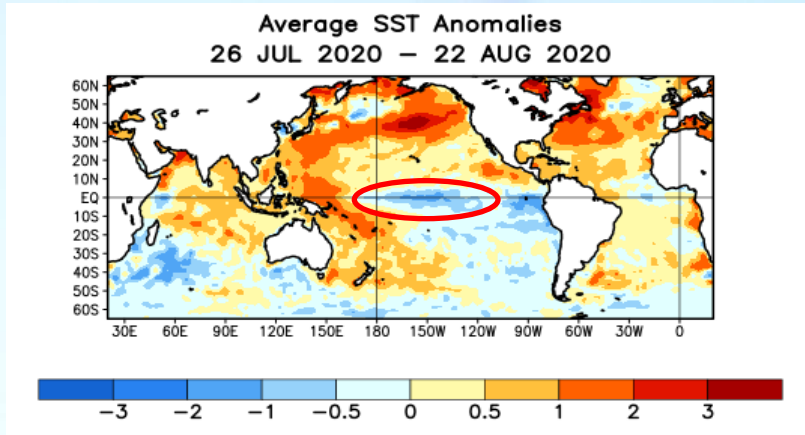 Average SST Anomalies
26 JUL 2020 – 22 AUG 2020
60N
50N
40N
30N
20N
10N
EQ
10S
20S
30S
40S
50S
60S
30E 60E 90E 120E 150E 180 150W 120W 90W 60W 30W 0
−3 −2 −1 −0.5 0 0.5 1 2 3